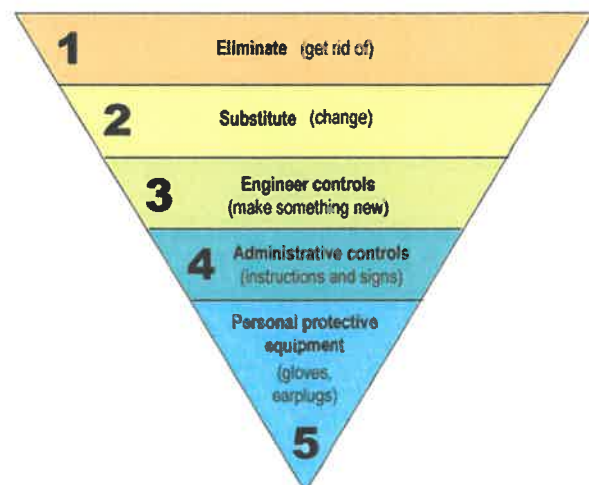 1 Eliminate (get rid of)
2 Substitute (change)
3 Engineer controls
(make something new)
4 Administrative controls
(instructions and signs)
Personal protective
equipment
(gloves,
earplugs)
5